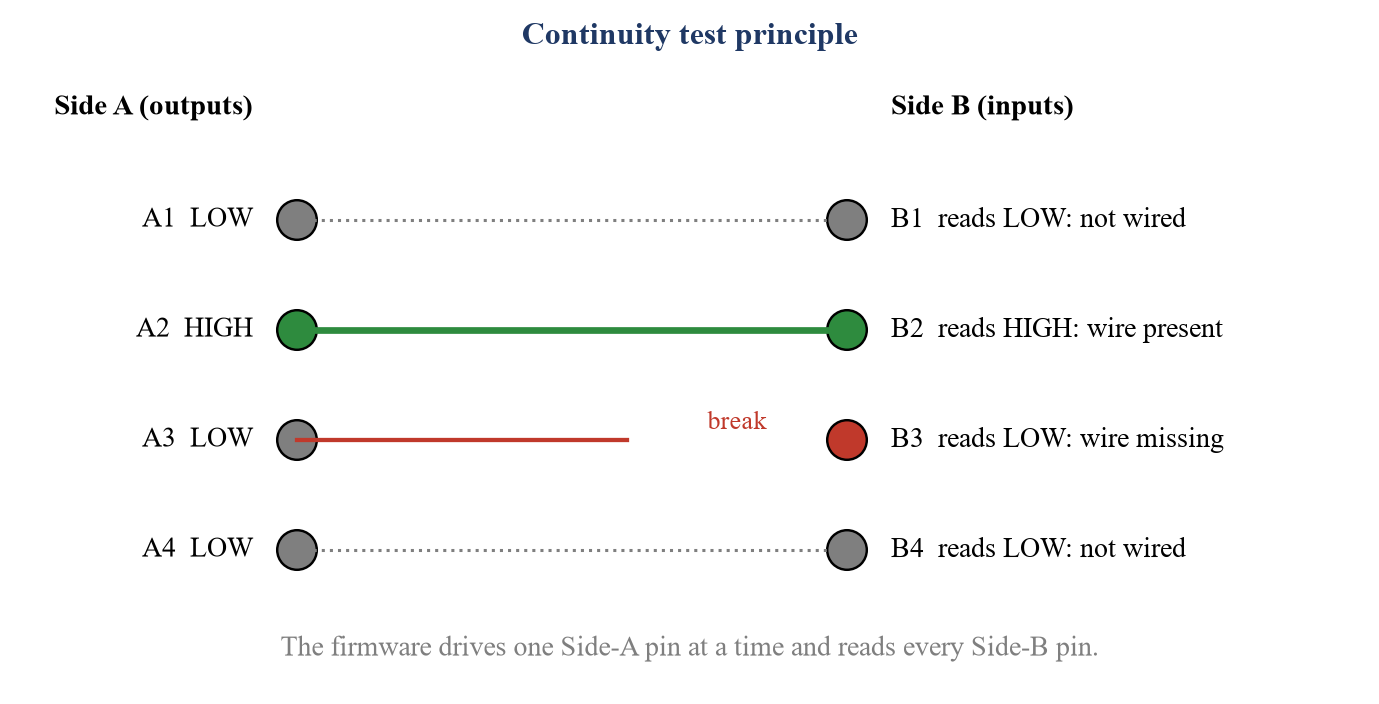 Continuity test principle
Side A (outputs) Side B (inputs)
A1 LOW B1 reads LOW: not wired
A2 HIGH B2 reads HIGH: wire present
break
A3 LOW B3 reads LOW: wire missing
A4 LOW B4 reads LOW: not wired
The firmware drives one Side-A pin at a time and reads every Side-B pin.